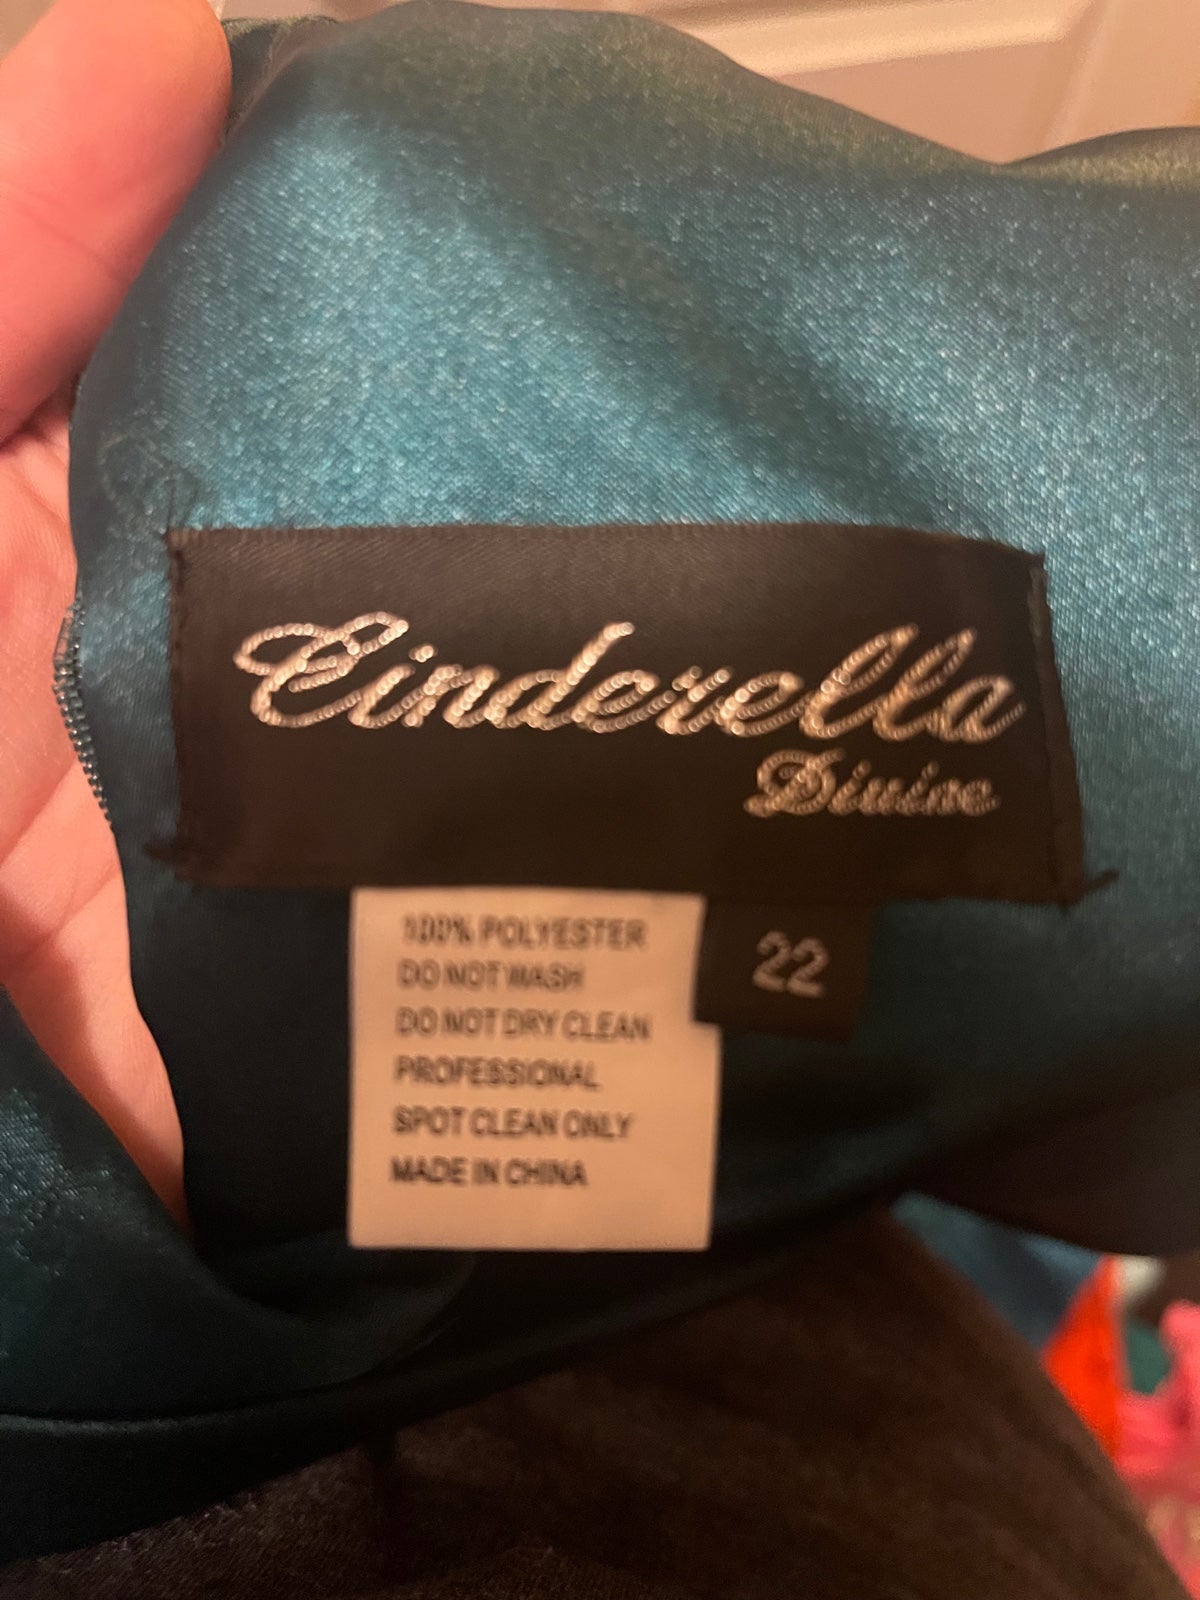 Cinderella
Divine
100% POLYESTER
DO NOT WASH
DO NOT DRY CLEAN
PROFESSIONAL
SPOT CLEAN ONLY
MADE IN CHINA
22